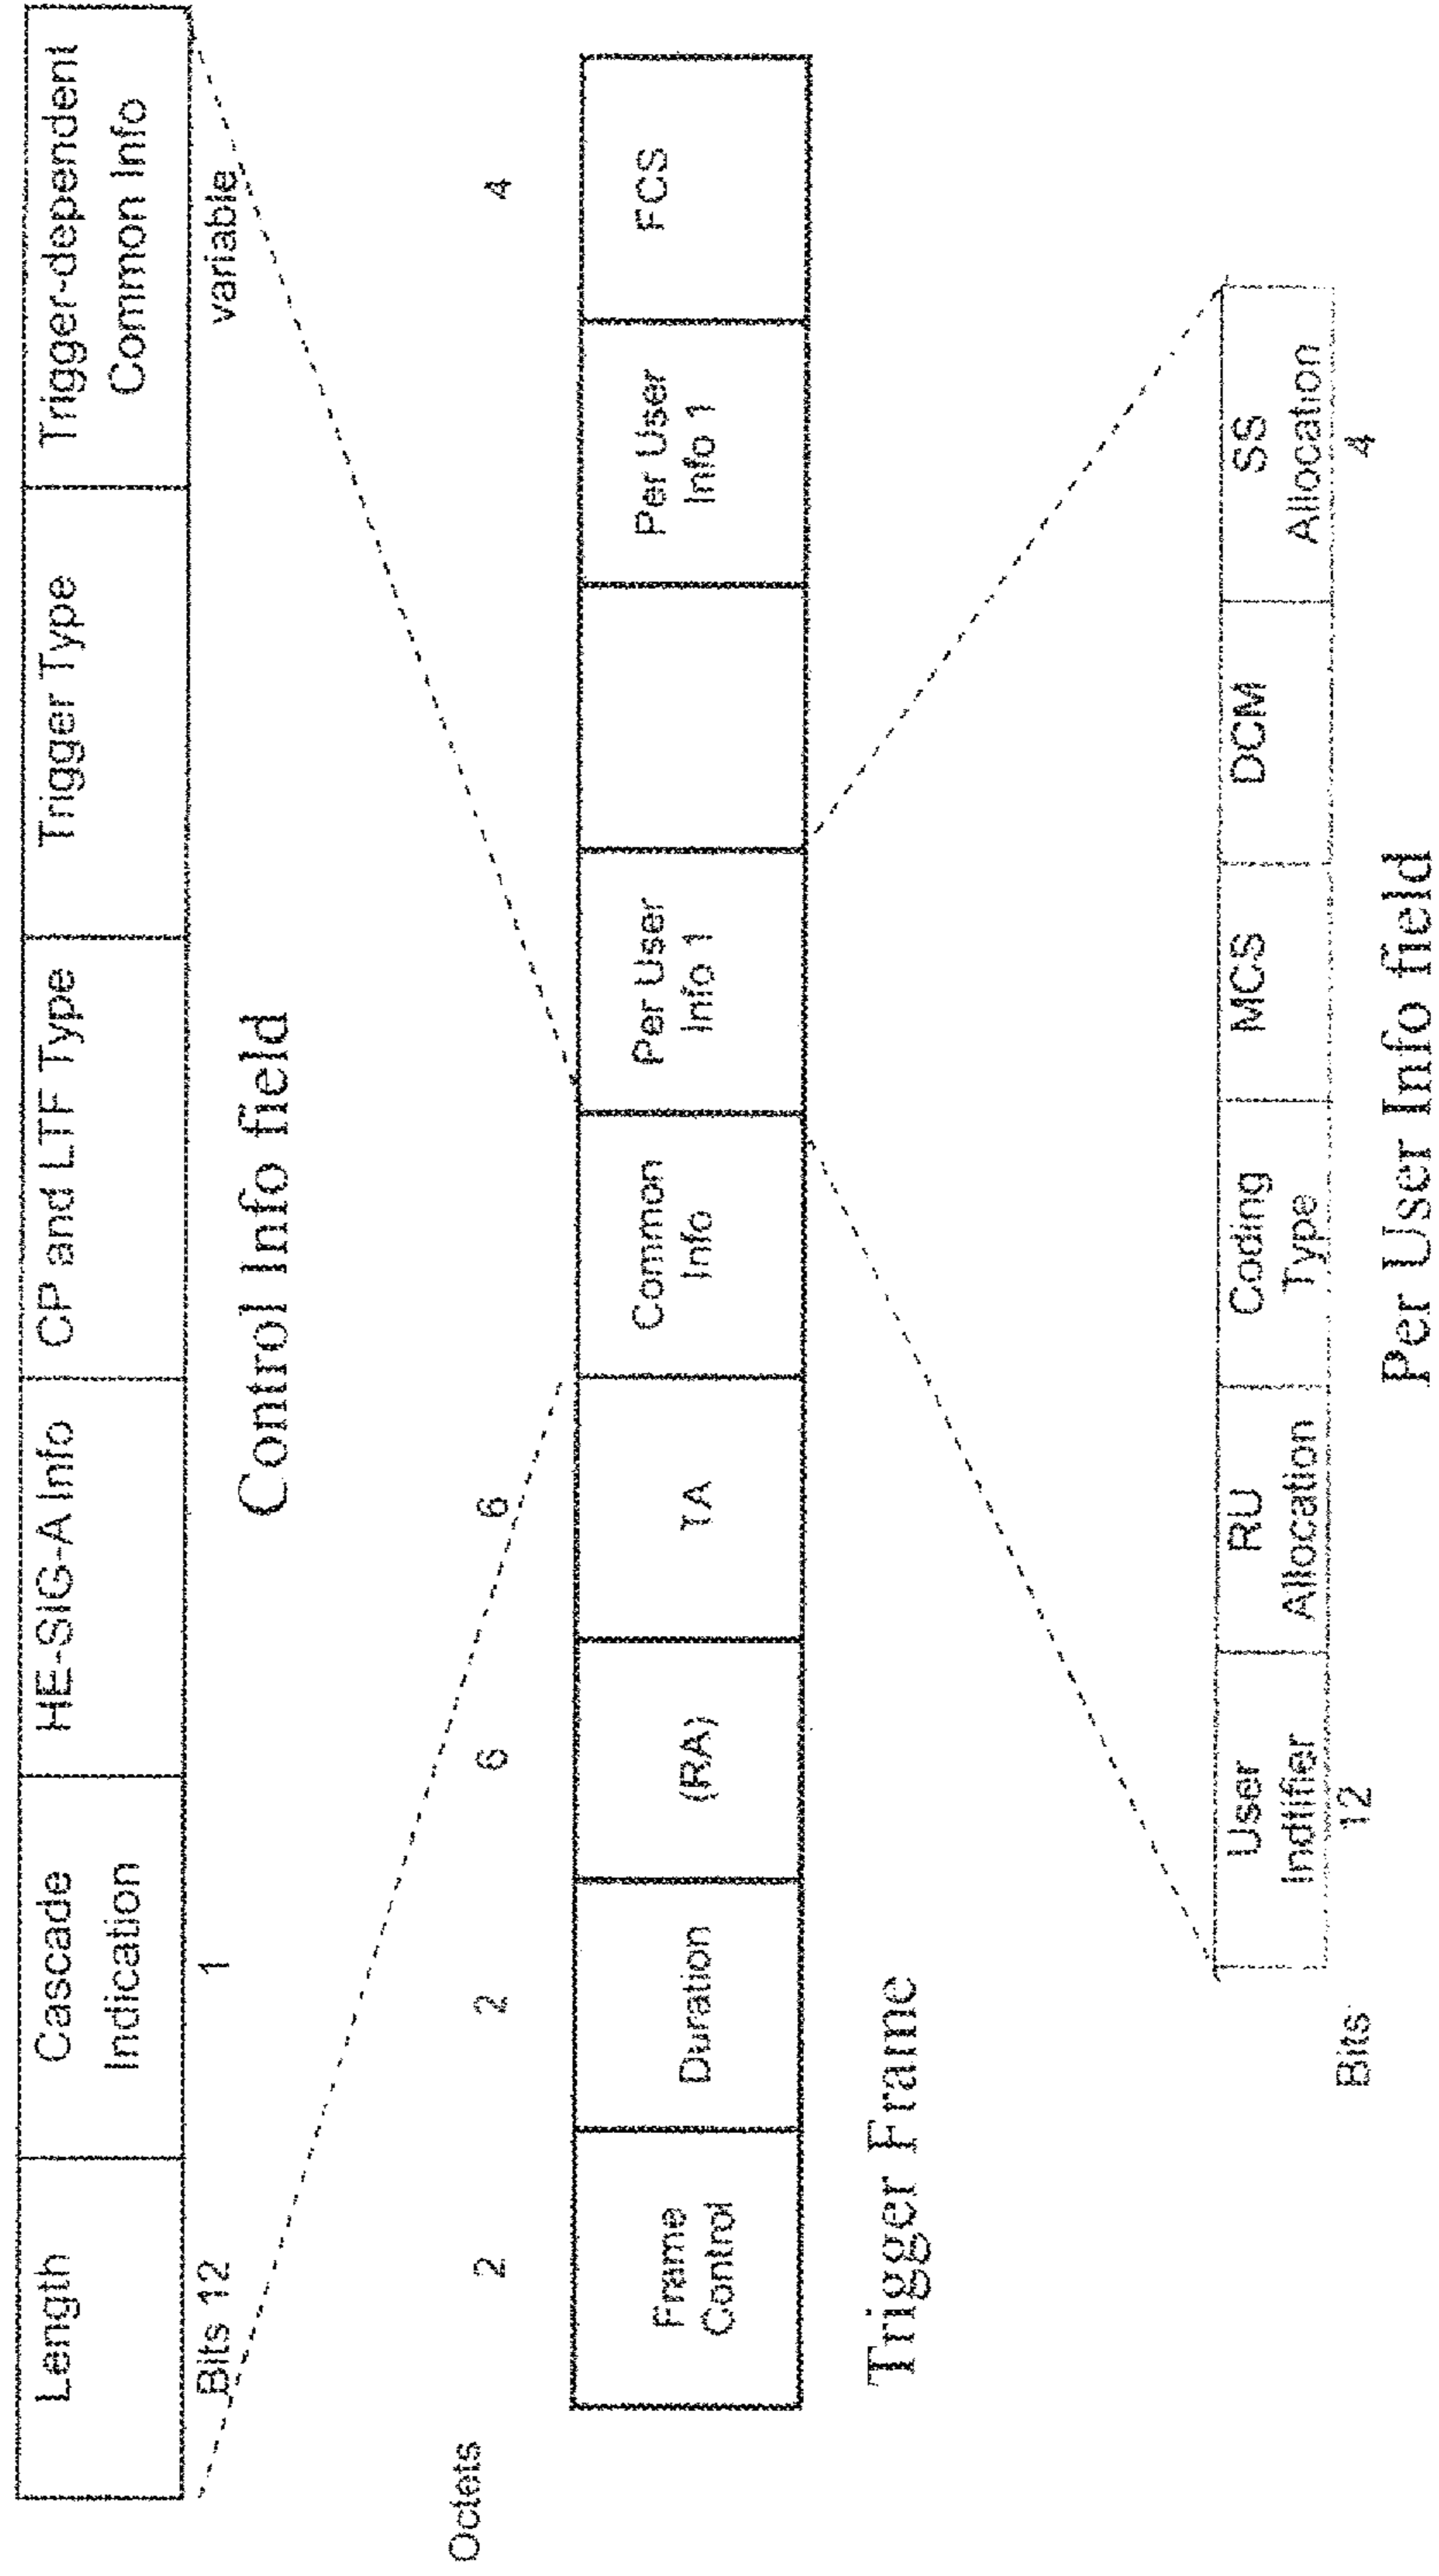 Length
Cascade
Indication
HE-SIG-A Info
CP and LTF Type
Trigger Type
Trigger-dependent
Common Info
Bits 12
1
variable
Control Info field
Octets
2
2
6
6
4
Frame
Control
Duration
(RA)
TA
Common
Info
Per User
Info 1
Per User
Info 1
FCS
Trigger Frame
User
Indtifier
RU
Allocation
Coding
Type
MCS
DCM
SS
Allocation
Bits
12
4
Per User Info field